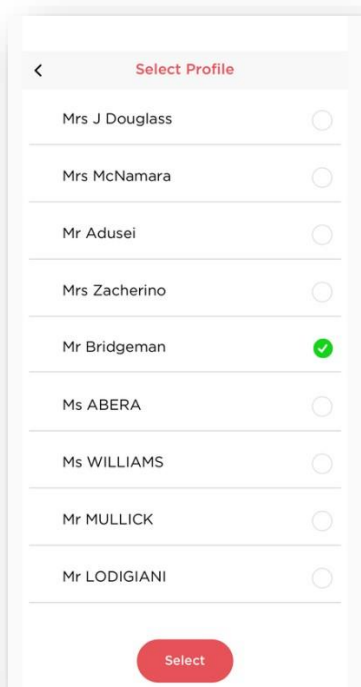 Select Profile
Mrs J Douglass
Mrs McNamara
Mr Adusei
Mrs Zacherino
Mr Bridgeman
Ms ABERA
Ms WILLIAMS
Mr MULLICK
Mr LODIGIANI
Select